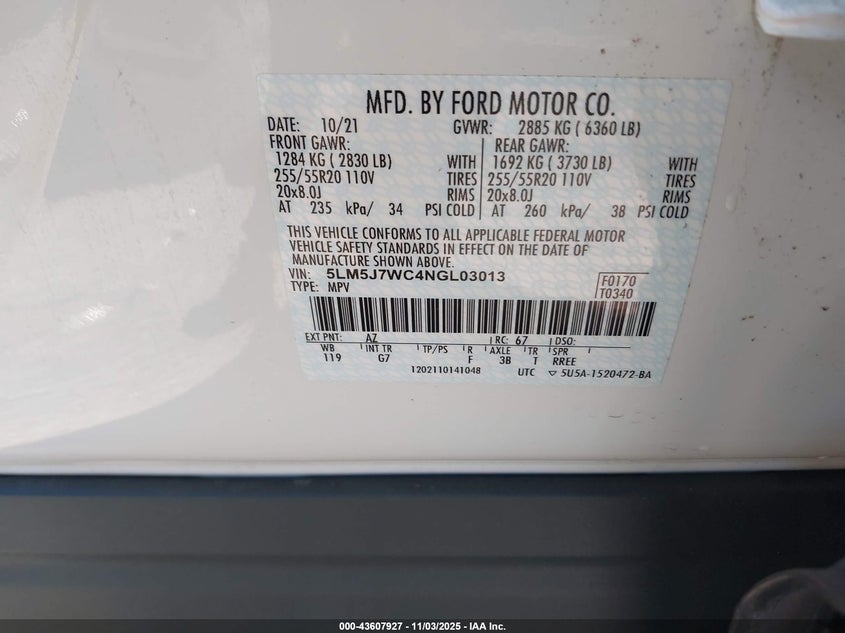 MFD. BY FORD MOTOR CO.
DATE: 10/21 GVWR: 2885 KG ( 6360 LB)
FRONT GAWR: REAR GAWR:
1284 KG ( 2830 LB) WITH 1692 KG ( 3730 LB) WITH
255/55R20 110V TIRES 255/55R20 110V TIRES
20x8.0J RIMS 20x8.0J RIMS
AT 235 kPa/ 34 PSI COLD AT 260 kPa/ 38 PSI COLD
THIS VEHICLE CONFORMS TO ALL APPLICABLE FEDERAL MOTOR
VEHICLE SAFETY STANDARDS IN EFFECT ON THE DATE OF
MANUFACTURE SHOWN ABOVE.
VIN: 5LM5J7WC4NGL03013 F0170
TYPE: MPV T0340
EXT PNT: AZ RC: 67 DSO:
WB INT TR TP/PS R AXLE TR SPR
119 G7 F 3B T RREE
1202110141048 UTC ▽ 5U5A-1520472-BA
000-43607927 - 11/03/2025 - IAA Inc.